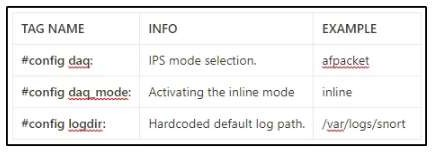 TAG NAME INFO EXAMPLE
#config daq: IPS mode selection. afpacket
#config daq_mode: Activating the inline mode inline
#config logdir: Hardcoded default log path. /var/logs/snort